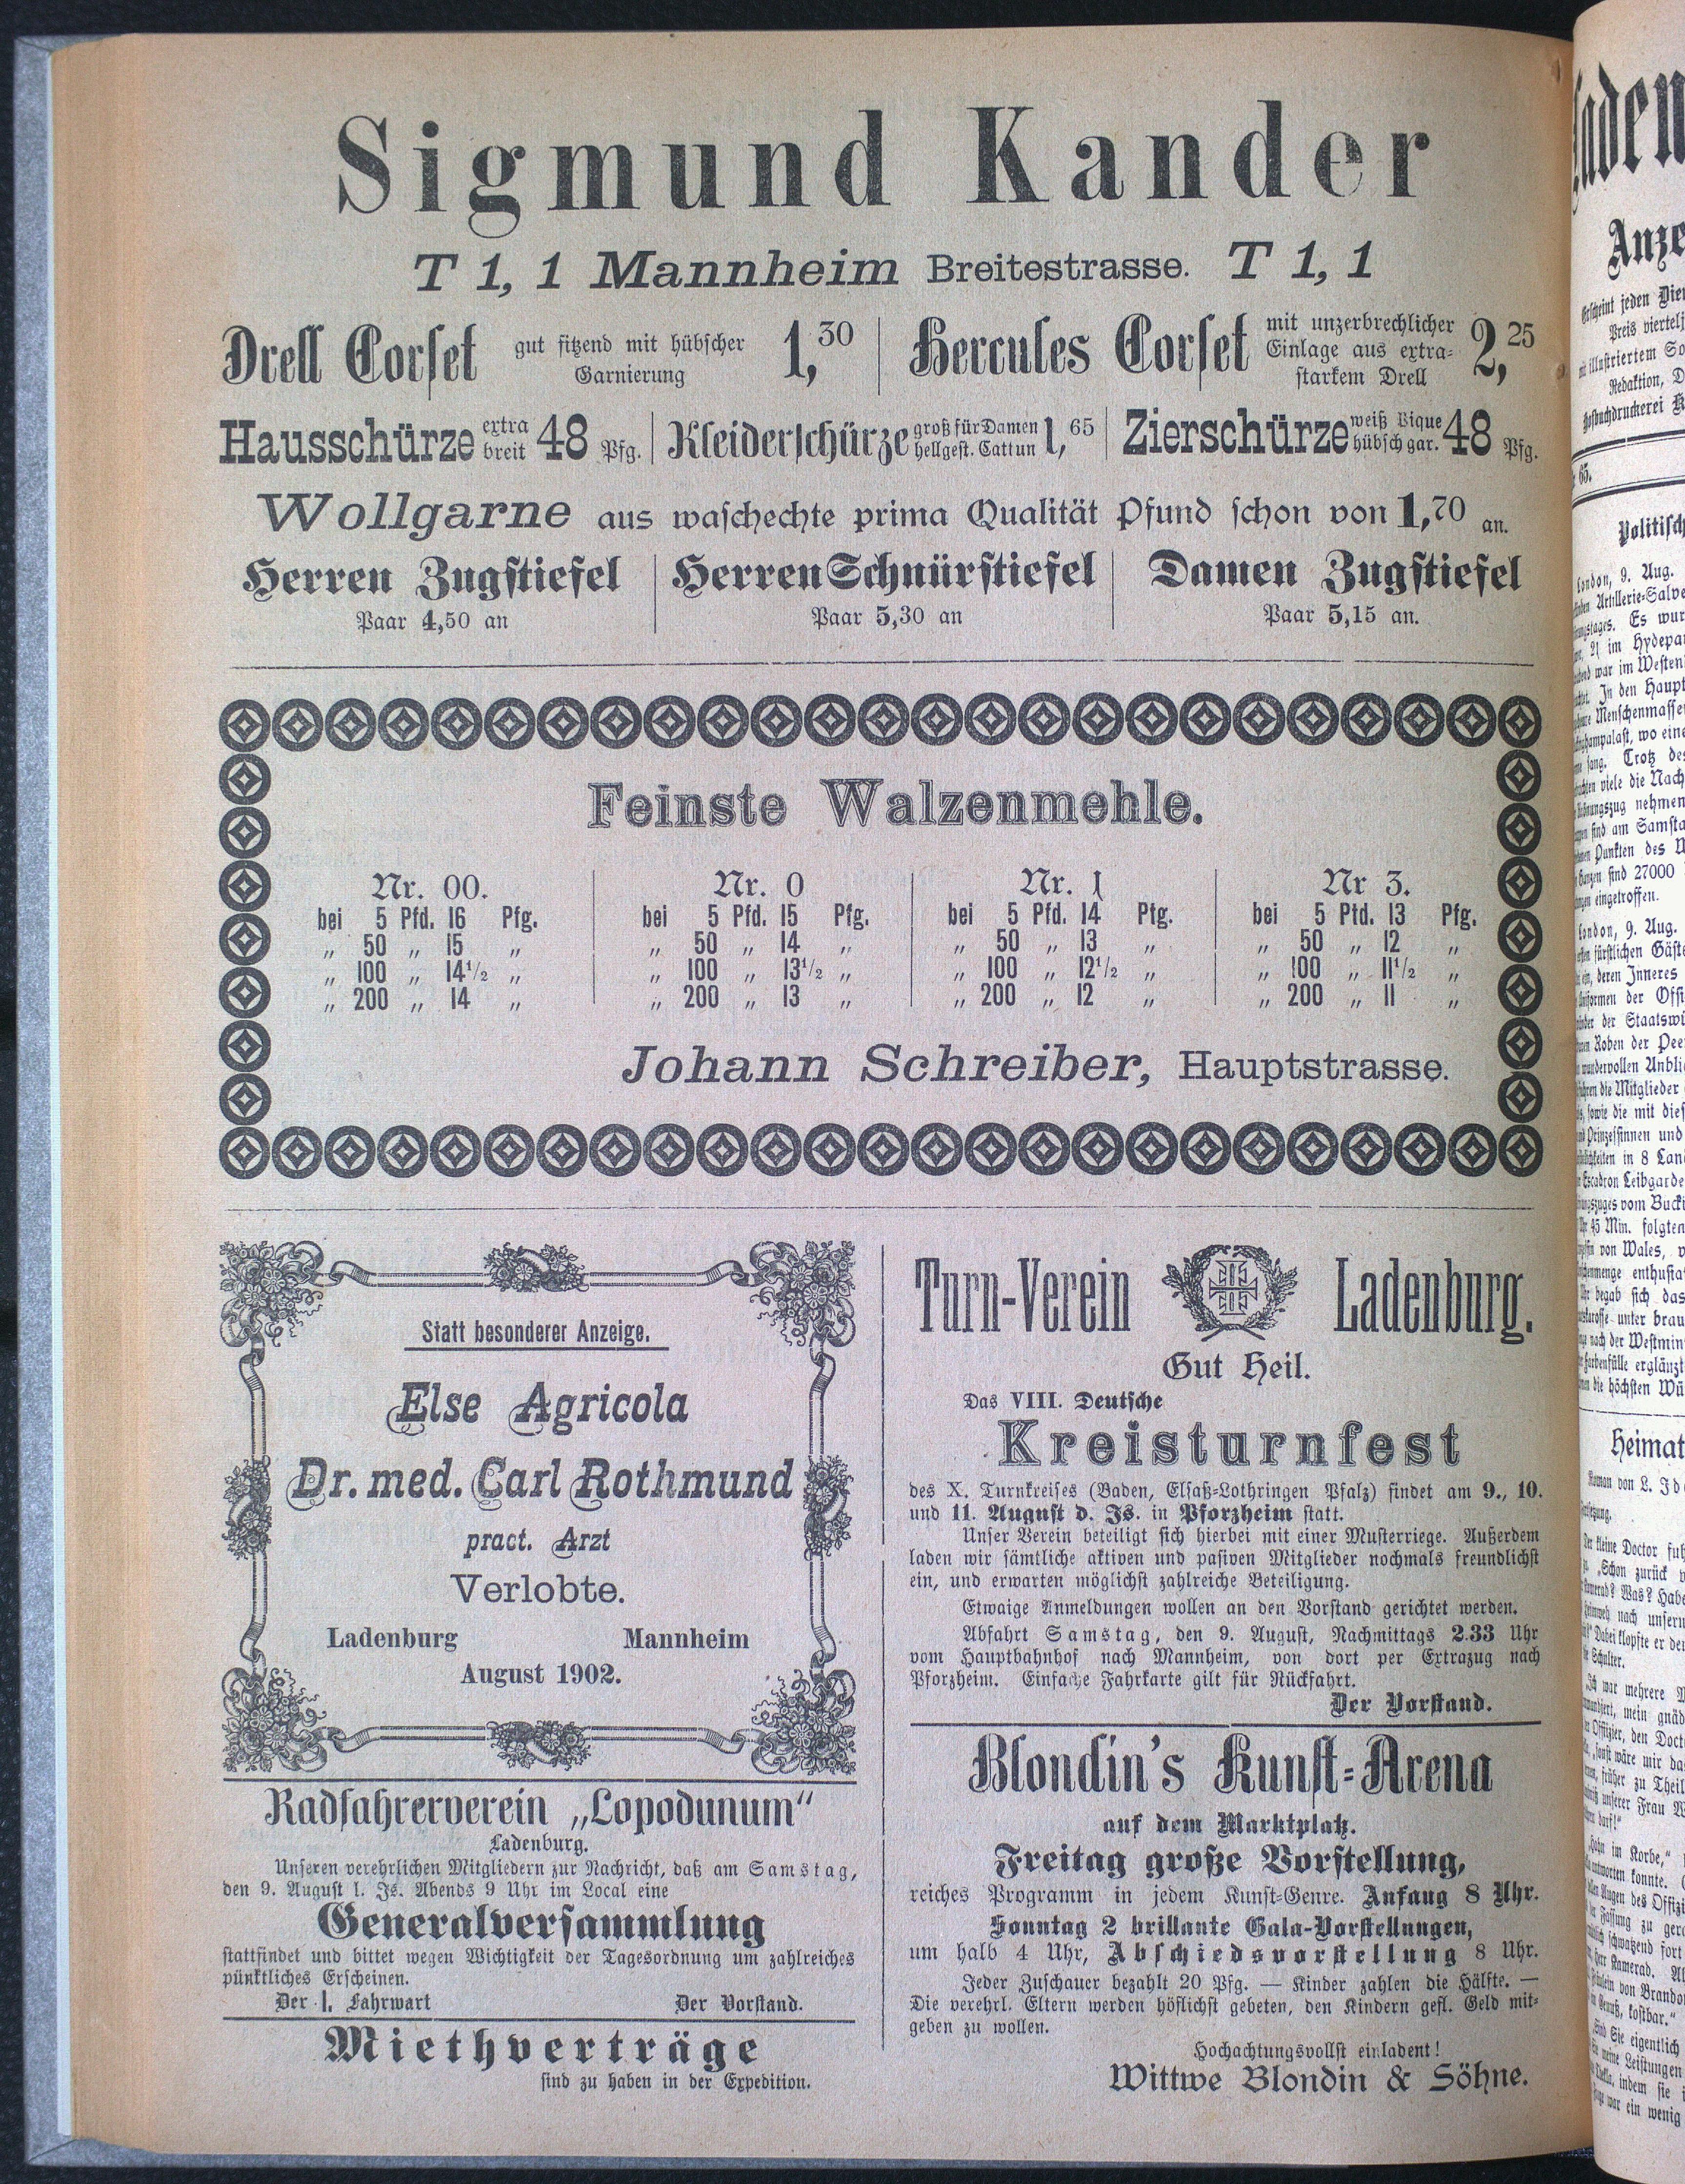 Sigmund Kander
T 1, 1 Mannheim Breitestrasse. T 1, 1
Drell Corset gut sitzend mit hübscher Garnierung 1,30
Hercules Corset mit unzerbrechlicher Einlage aus extra-starkem Drell 2,25
Hausschürze extra breit 48 Pfg.
Kleiderschürze groß für Damen hellgest. Cattun 1,65
Zierschürze weiß Pique hübsch gar. 48 Pfg.
Wollgarne aus waschechte prima Qualität Pfund schon von 1,70 an.
Herren Zugstiefel
Paar 4,50 an
Herren Schnürstiefel
Paar 5,30 an
Damen Zugstiefel
Paar 5,15 an.
Feinste Walzenmehle.
Nr. 00.
bei 5 Pfd. 16 Pfg.
„ 50 „ 15 „
„ 100 „ 14 1/2 „
„ 200 „ 14 „
Nr. 0
bei 5 Pfd. 15 Pfg.
„ 50 „ 14 „
„ 100 „ 13 1/2 „
„ 200 „ 13 „
Nr. 1
bei 5 Pfd. 14 Ptg.
„ 50 „ 13 „
„ 100 „ 12 1/2 „
„ 200 „ 12 „
Nr 3.
bei 5 Ptd. 13 Pfg.
„ 50 „ 12 „
„ 100 „ 11 1/2 „
„ 200 „ 11 „
Johann Schreiber, Hauptstrasse.
Statt besonderer Anzeige.
Else Agricola
Dr. med. Carl Rothmund
pract. Arzt
Verlobte.
Ladenburg Mannheim
August 1902.
Radfahrerverein „Lopodunum“
Ladenburg.
Unseren verehrlichen Mitgliedern zur Nachricht, daß am Samstag,
den 9. August l. Js. Abends 9 Uhr im Local eine
Generalversammlung
stattfindet und bittet wegen Wichtigkeit der Tagesordnung um zahlreiches
pünktliches Erscheinen.
Der I. Fahrwart Der Vorstand.
Miethverträge
sind zu haben in der Expedition.
Turn-Verein Ladenburg.
Gut Heil.
Das VIII. Deutsche
Kreisturnfest
des X. Turnkreises (Baden, Elsaß-Lothringen Pfalz) findet am 9., 10.
und 11. August d. Js. in Pforzheim statt.
Unser Verein beteiligt sich hierbei mit einer Musterriege. Außerdem
laden wir sämtliche aktiven und pasiven Mitglieder nochmals freundlichst
ein, und erwarten möglichst zahlreiche Beteiligung.
Etwaige Anmeldungen wollen an den Vorstand gerichtet werden.
Abfahrt Samstag, den 9. August, Nachmittags 2.33 Uhr
vom Hauptbahnhof nach Mannheim, von dort per Extrazug nach
Pforzheim. Einfache Fahrkarte gilt für Rückfahrt.
Der Vorstand.
Blondin's Kunst-Arena
auf dem Marktplatz.
Freitag große Vorstellung,
reiches Programm in jedem Kunst-Genre. Anfang 8 Uhr.
Sonntag 2 brillante Gala-Vorstellungen,
um halb 4 Uhr, Abschiedsvorstellung 8 Uhr.
Jeder Zuschauer bezahlt 20 Pfg. — Kinder zahlen die Hälfte. —
Die verehrl. Eltern werden höflichst gebeten, den Kindern gefl. Geld mit-
geben zu wollen.
Hochachtungsvollst einladent!
Wittwe Blondin & Söhne.